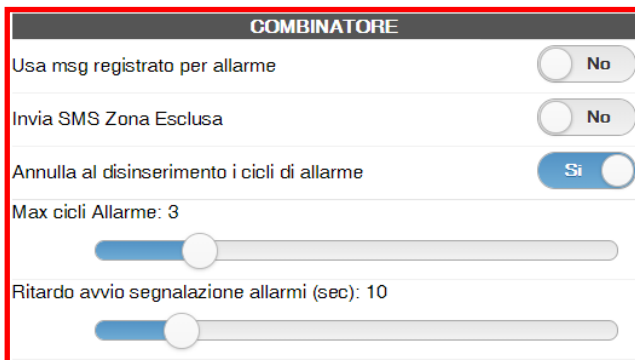 COMBINATORE
Usa msg registrato per allarme No
Invia SMS Zona Esclusa No
Annulla al disinserimento i cicli di allarme Si
Max cicli Allarme: 3
Ritardo avvio segnalazione allarmi (sec): 10